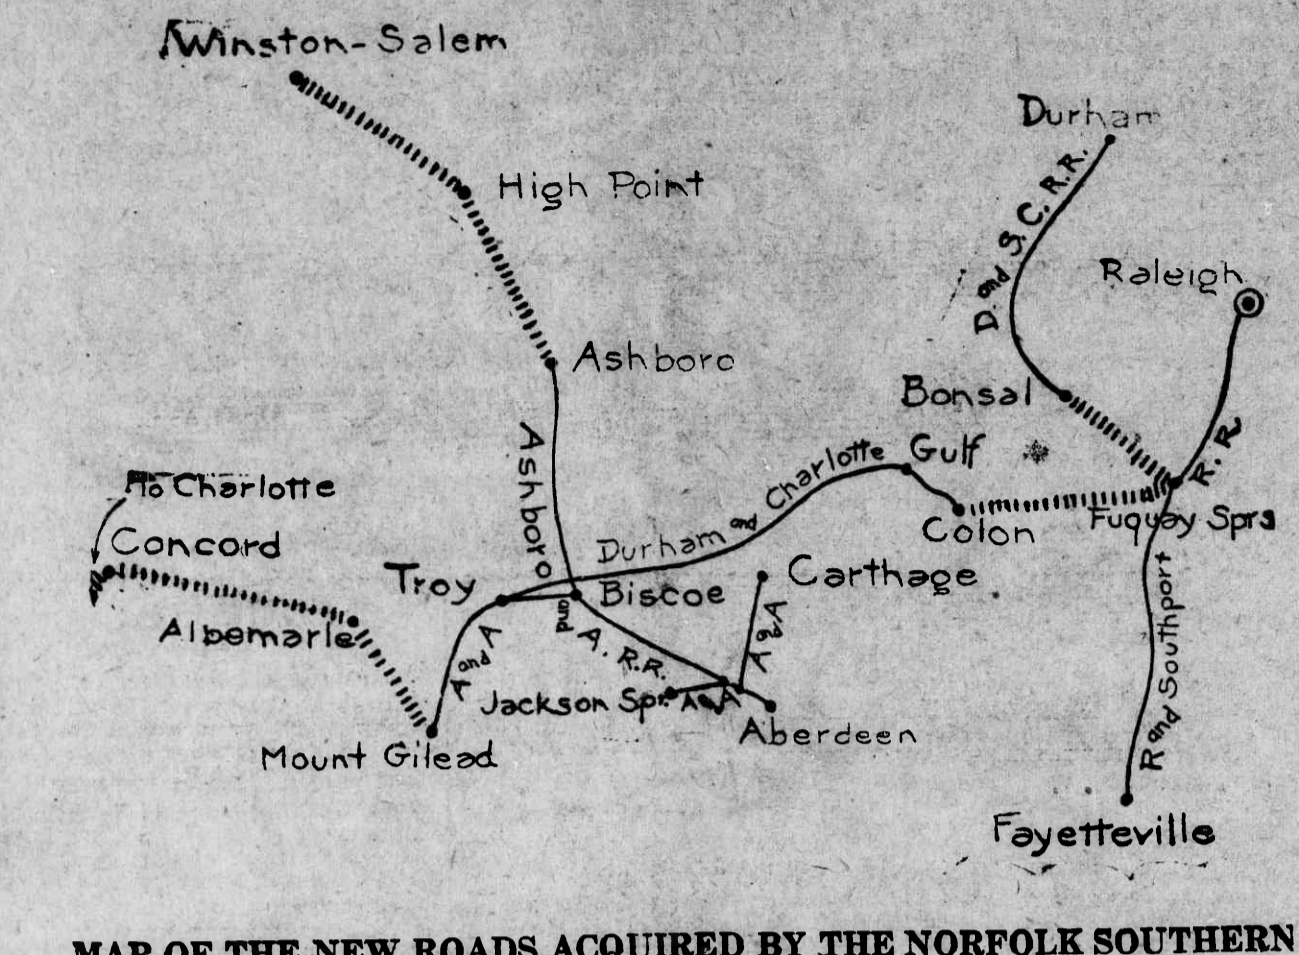 Winston-Salem
High Point
Durham
D. and S. C. R.R.
Raleigh
Ashboro
Bonsal
Gulf
To Charlotte
Concord
Colon
Fuquay Sprs
R. R.
Ashboro and A. R.R.
Durham and Charlotte
Troy
Biscoe
Carthage
Albemarle
A and A
A & A
Jackson Spr.
A & A
Aberdeen
Mount Gilead
R and Southport
Fayetteville
MAP OF THE NEW ROADS ACQUIRED BY THE NORFOLK SOUTHERN